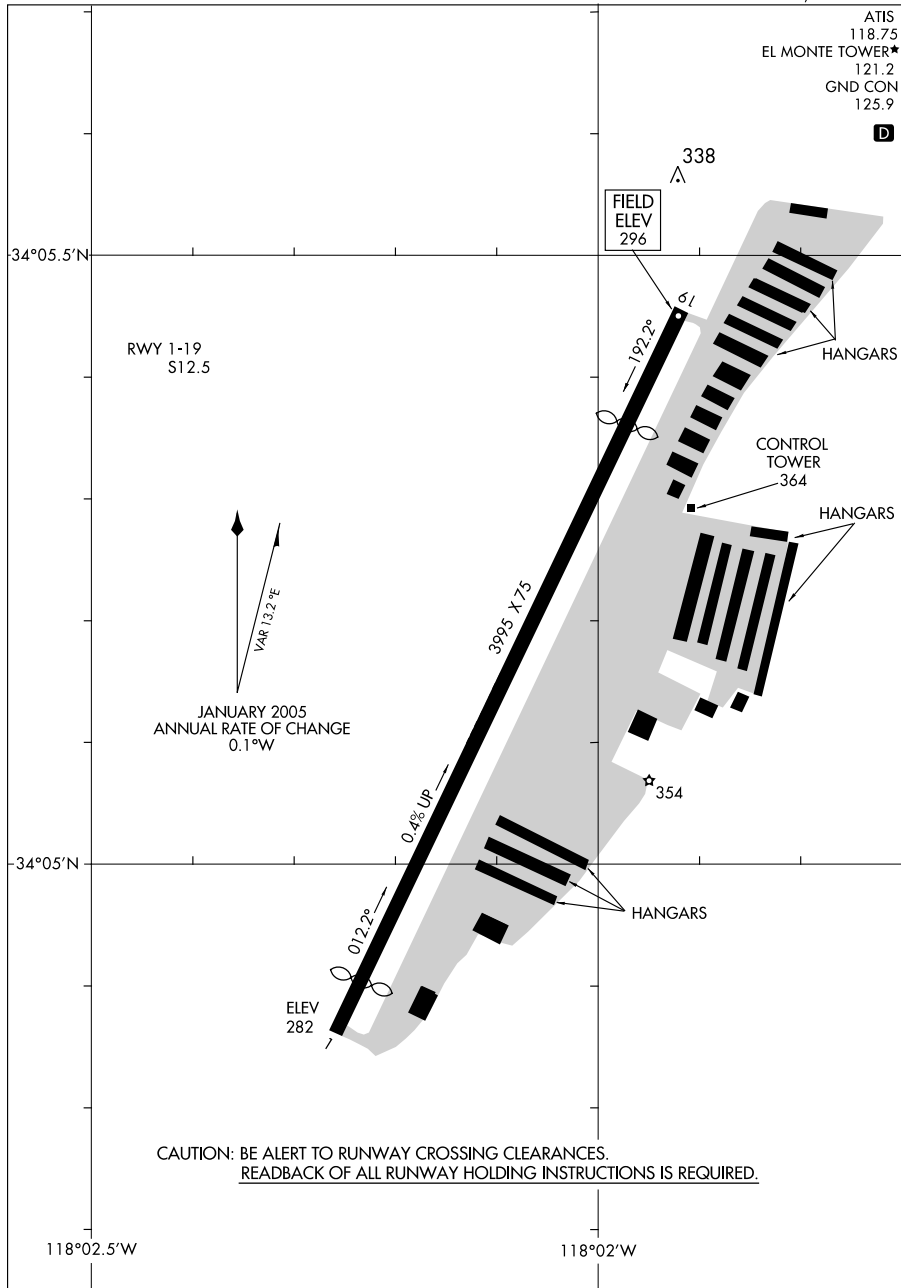 ATIS
118.75
EL MONTE TOWER★
121.2
GND CON
125.9
D
338
FIELD
ELEV
296
34°05.5'N
19
192.2°
RWY 1-19
S12.5
HANGARS
CONTROL
TOWER
364
HANGARS
VAR 13.2 °E
3995 X 75
JANUARY 2005
ANNUAL RATE OF CHANGE
0.1°W
354
0.4% UP
34°05'N
HANGARS
012.2°
ELEV
282
1
CAUTION: BE ALERT TO RUNWAY CROSSING CLEARANCES.
READBACK OF ALL RUNWAY HOLDING INSTRUCTIONS IS REQUIRED.
118°02.5'W
118°02'W